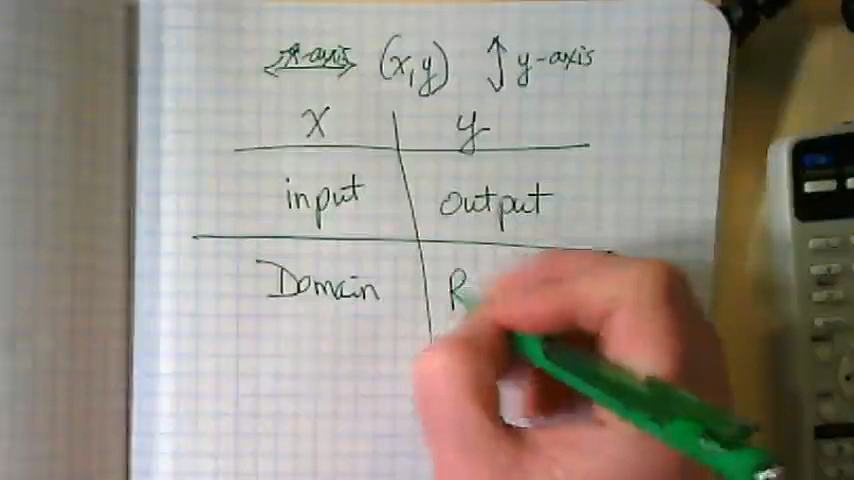 x-axis (x,y) y-axis
x y
input output
Domain R